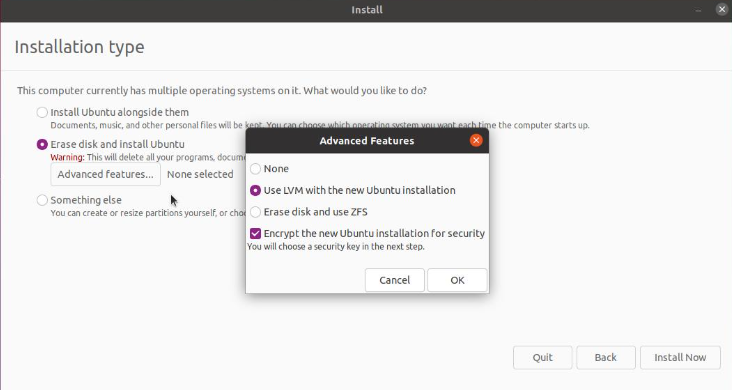 Install
Installation type
This computer currently has multiple operating systems on it. What would you like to do?
Install Ubuntu alongside them
Documents, music, and other personal files will be kept. You can choose which operating system you want each time the computer starts up.
Erase disk and install Ubuntu
Warning: This will delete all your programs, docume
Advanced features... None selected
Something else
You can create or resize partitions yourself, or choo
Advanced Features
None
Use LVM with the new Ubuntu installation
Erase disk and use ZFS
Encrypt the new Ubuntu installation for security
You will choose a security key in the next step.
Cancel OK
Quit Back Install Now